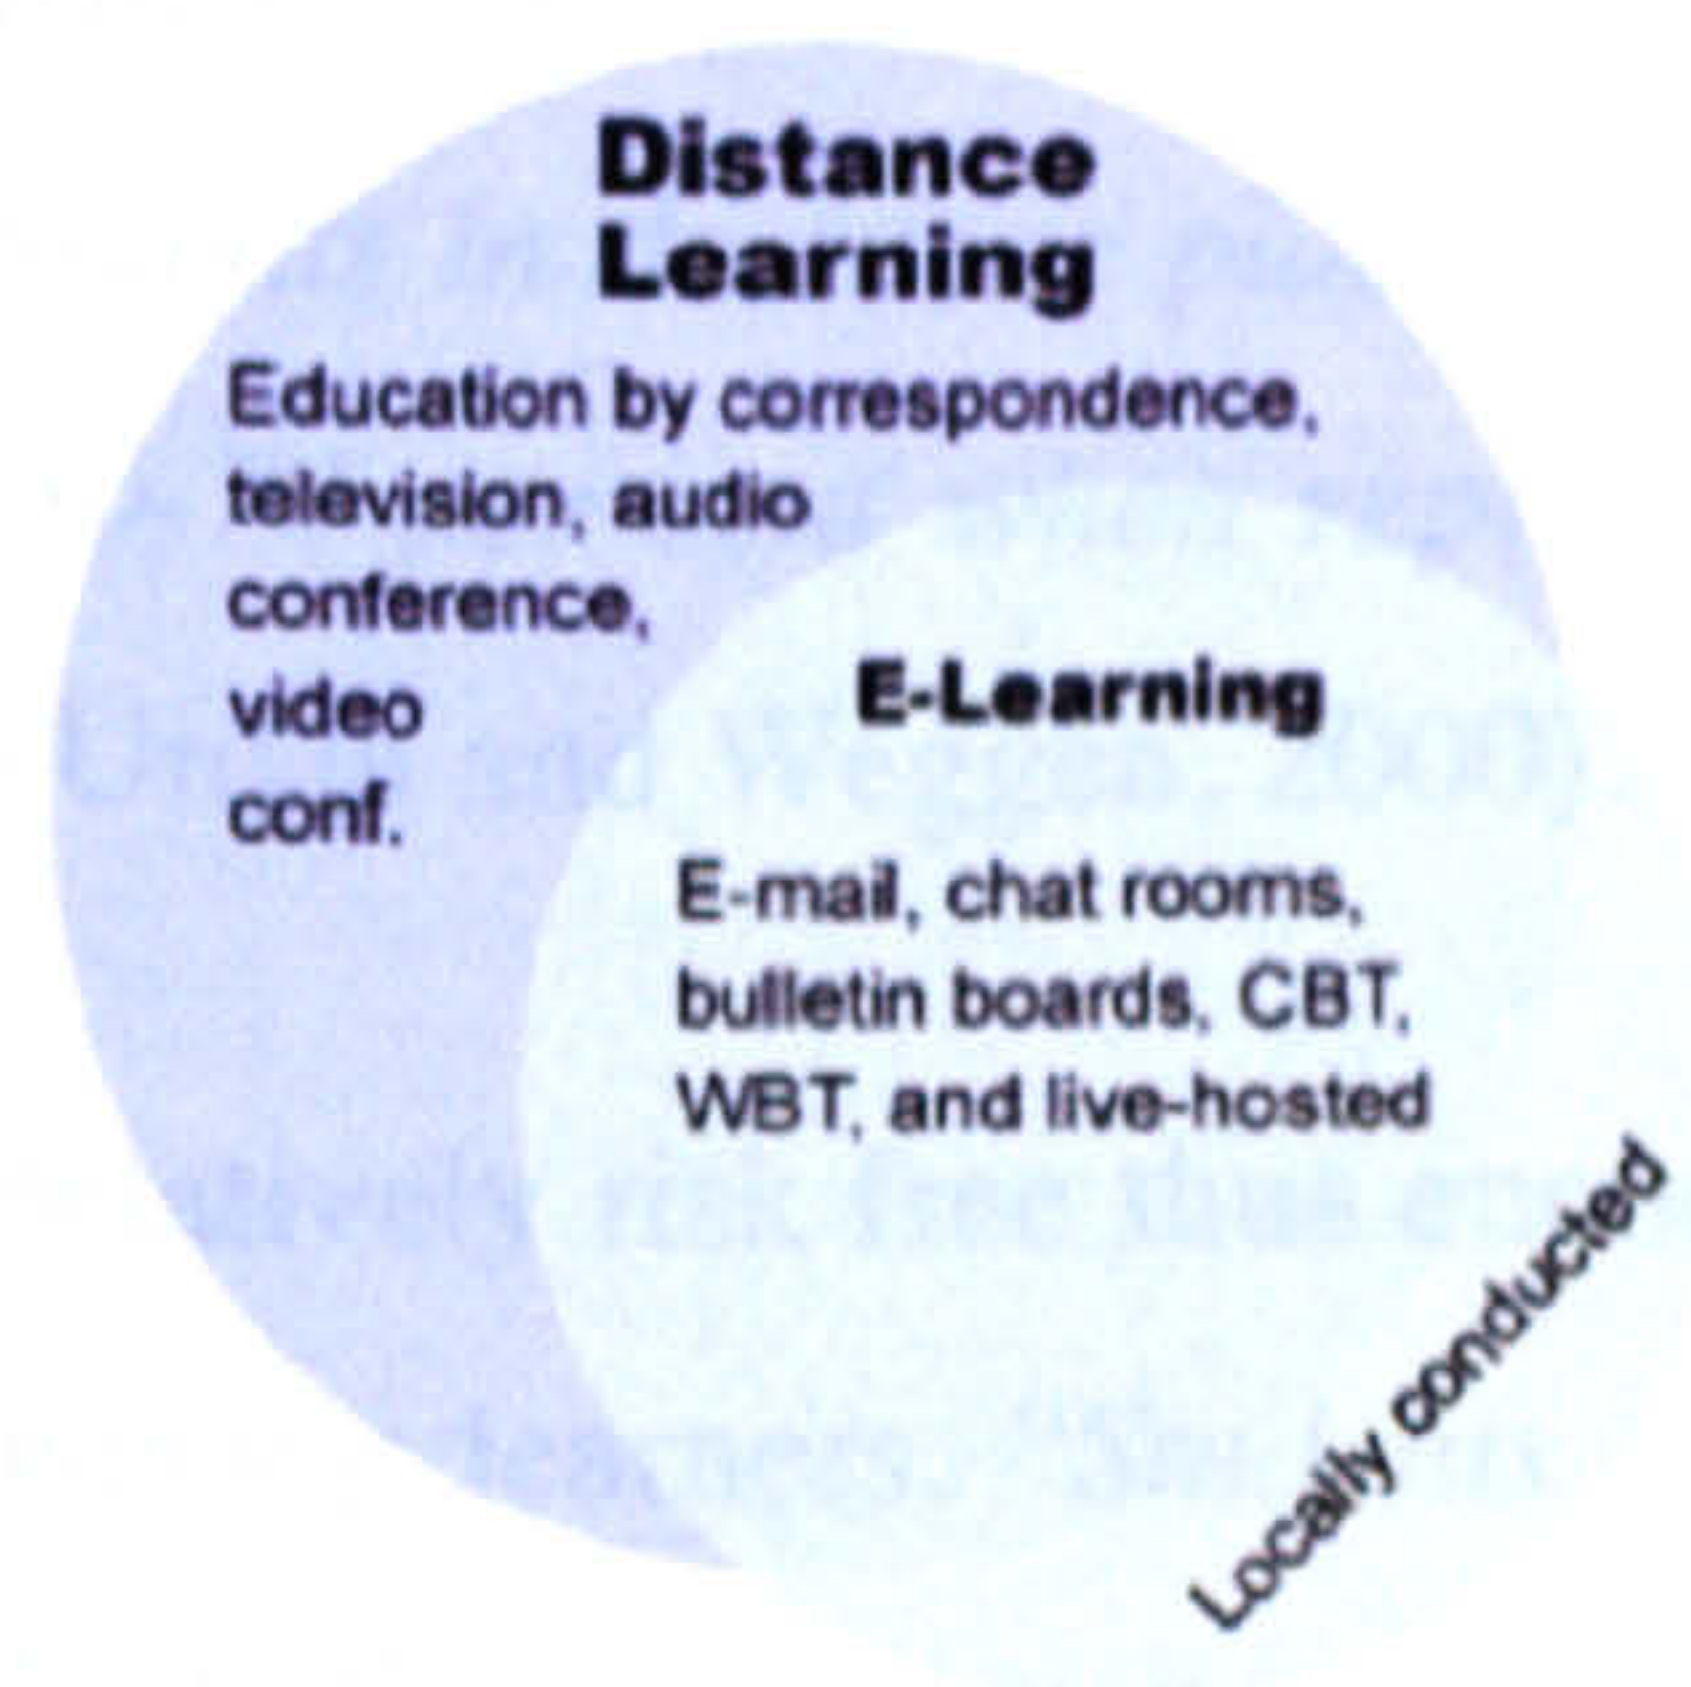 Distance
Learning
Education by correspondence,
television, audio
conference,
video
conf.
E-Learning
E-mail, chat rooms,
bulletin boards, CBT,
WBT, and live-hosted
Locally conducted